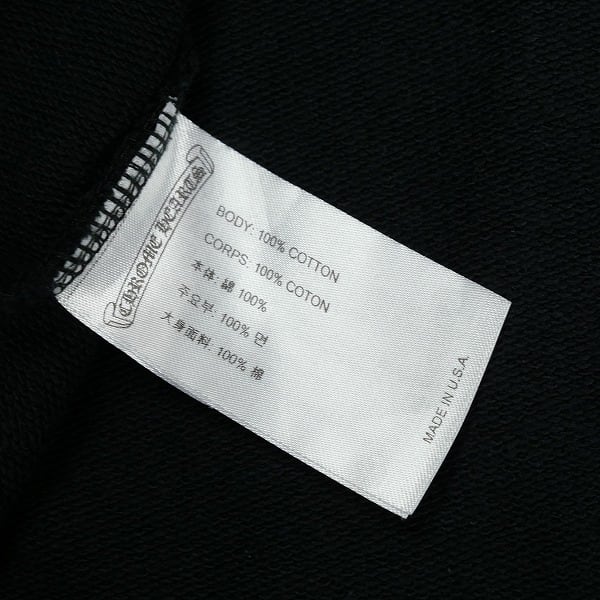 CHROME HEARTS
BODY: 100% COTTON
CORPS: 100% COTON
本体: 綿 100%
주요부: 100% 면
大身面料: 100% 棉
MADE IN U.S.A.